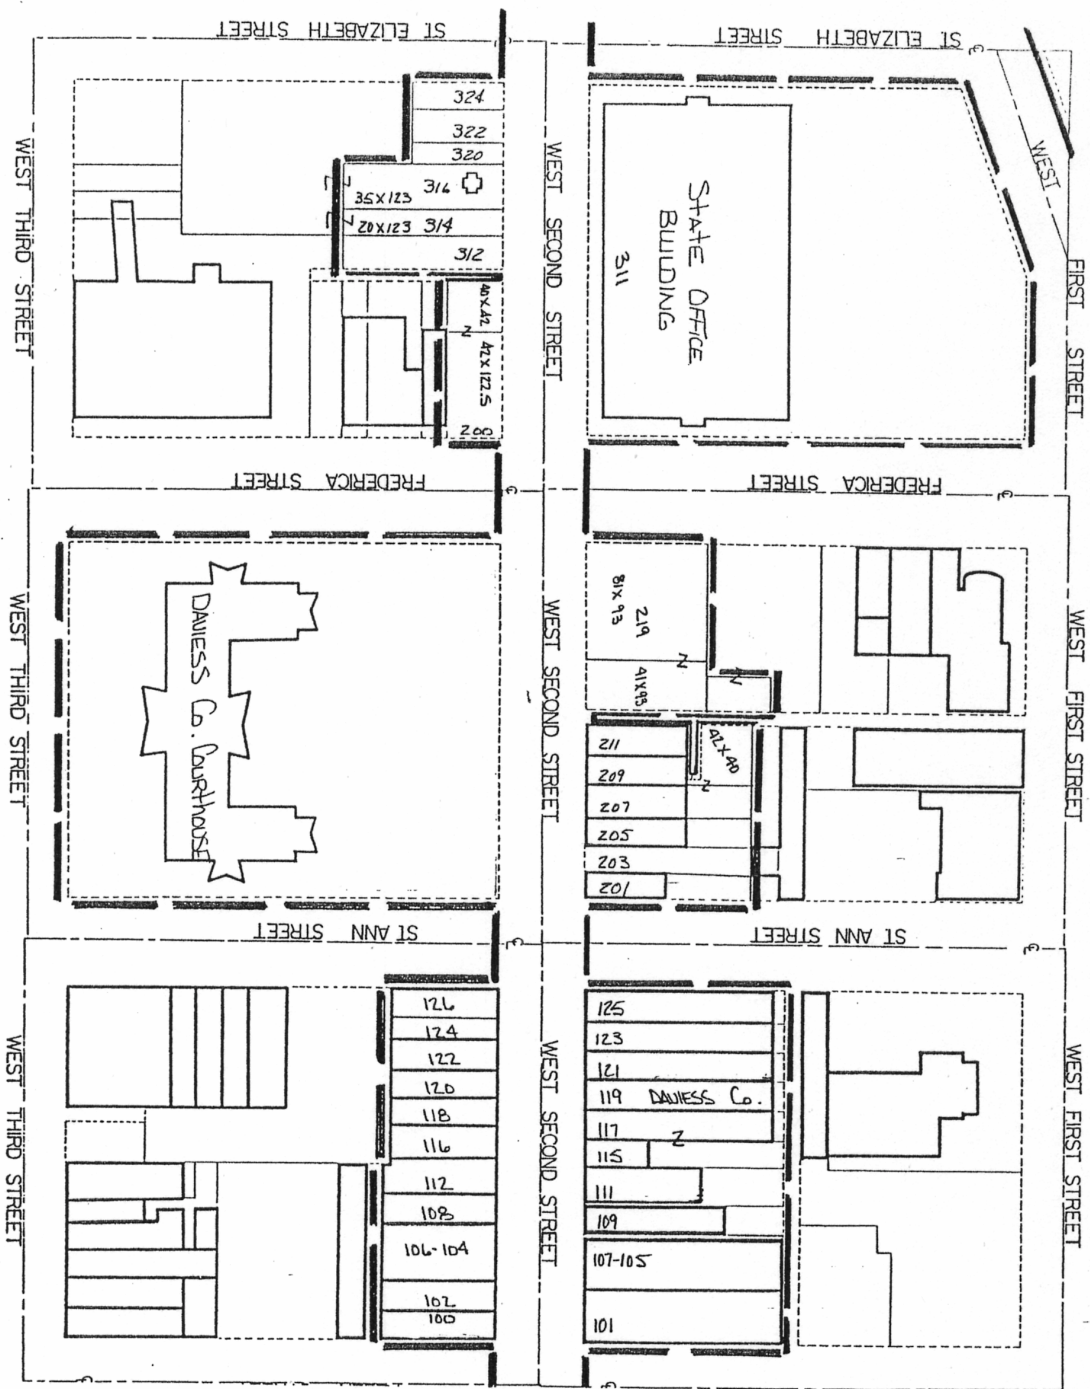 ST. ELIZABETH STREET
ST. ELIZABETH STREET
WEST FIRST STREET
WEST THIRD STREET
WEST SECOND STREET
324
322
320
316
35X123
20X123 314
312
40X42
Z
42X122.5
200
STATE OFFICE
BUILDING
311
FREDERICA STREET
FREDERICA STREET
WEST THIRD STREET
WEST SECOND STREET
WEST FIRST STREET
DAVIESS CO. COURTHOUSE
219
81X93
Z
41X93
Z
42X40
Z
211
209
207
205
203
201
ST. ANN STREET
ST. ANN STREET
WEST THIRD STREET
WEST SECOND STREET
WEST FIRST STREET
126
124
122
120
118
116
112
108
106-104
102
100
125
123
121
119 DAVIESS CO.
117
Z
115
111
109
107-105
101